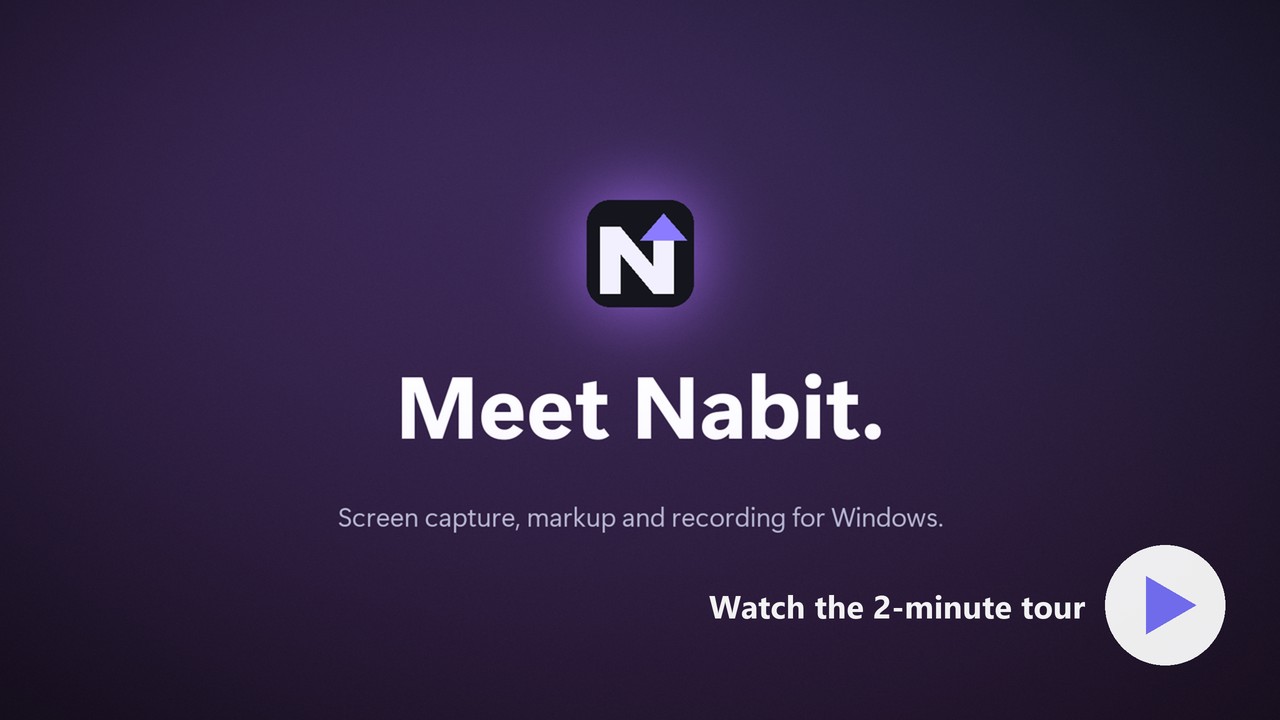 N
Meet Nabit.
Screen capture, markup and recording for Windows.
Watch the 2-minute tour